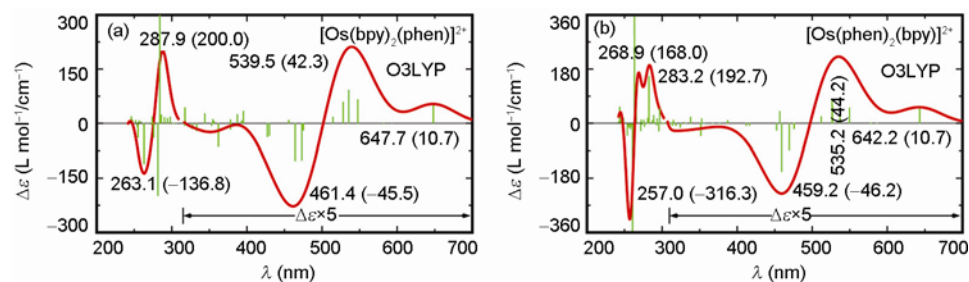 (a) [Os(bpy)₂(phen)]²⁺
287.9 (200.0)
539.5 (42.3) O3LYP
647.7 (10.7)
263.1 (−136.8) 461.4 (−45.5)
Δε×5
300
150
0
−150
−300
Δε (L mol⁻¹/cm⁻¹)
200 300 400 500 600 700
λ (nm)
(b) [Os(phen)₂(bpy)]²⁺
268.9 (168.0)
283.2 (192.7) O3LYP
535.2 (44.2)
642.2 (10.7)
257.0 (−316.3) 459.2 (−46.2)
Δε×5
360
180
0
−180
−360
Δε (L mol⁻¹/cm⁻¹)
200 300 400 500 600 700
λ (nm)